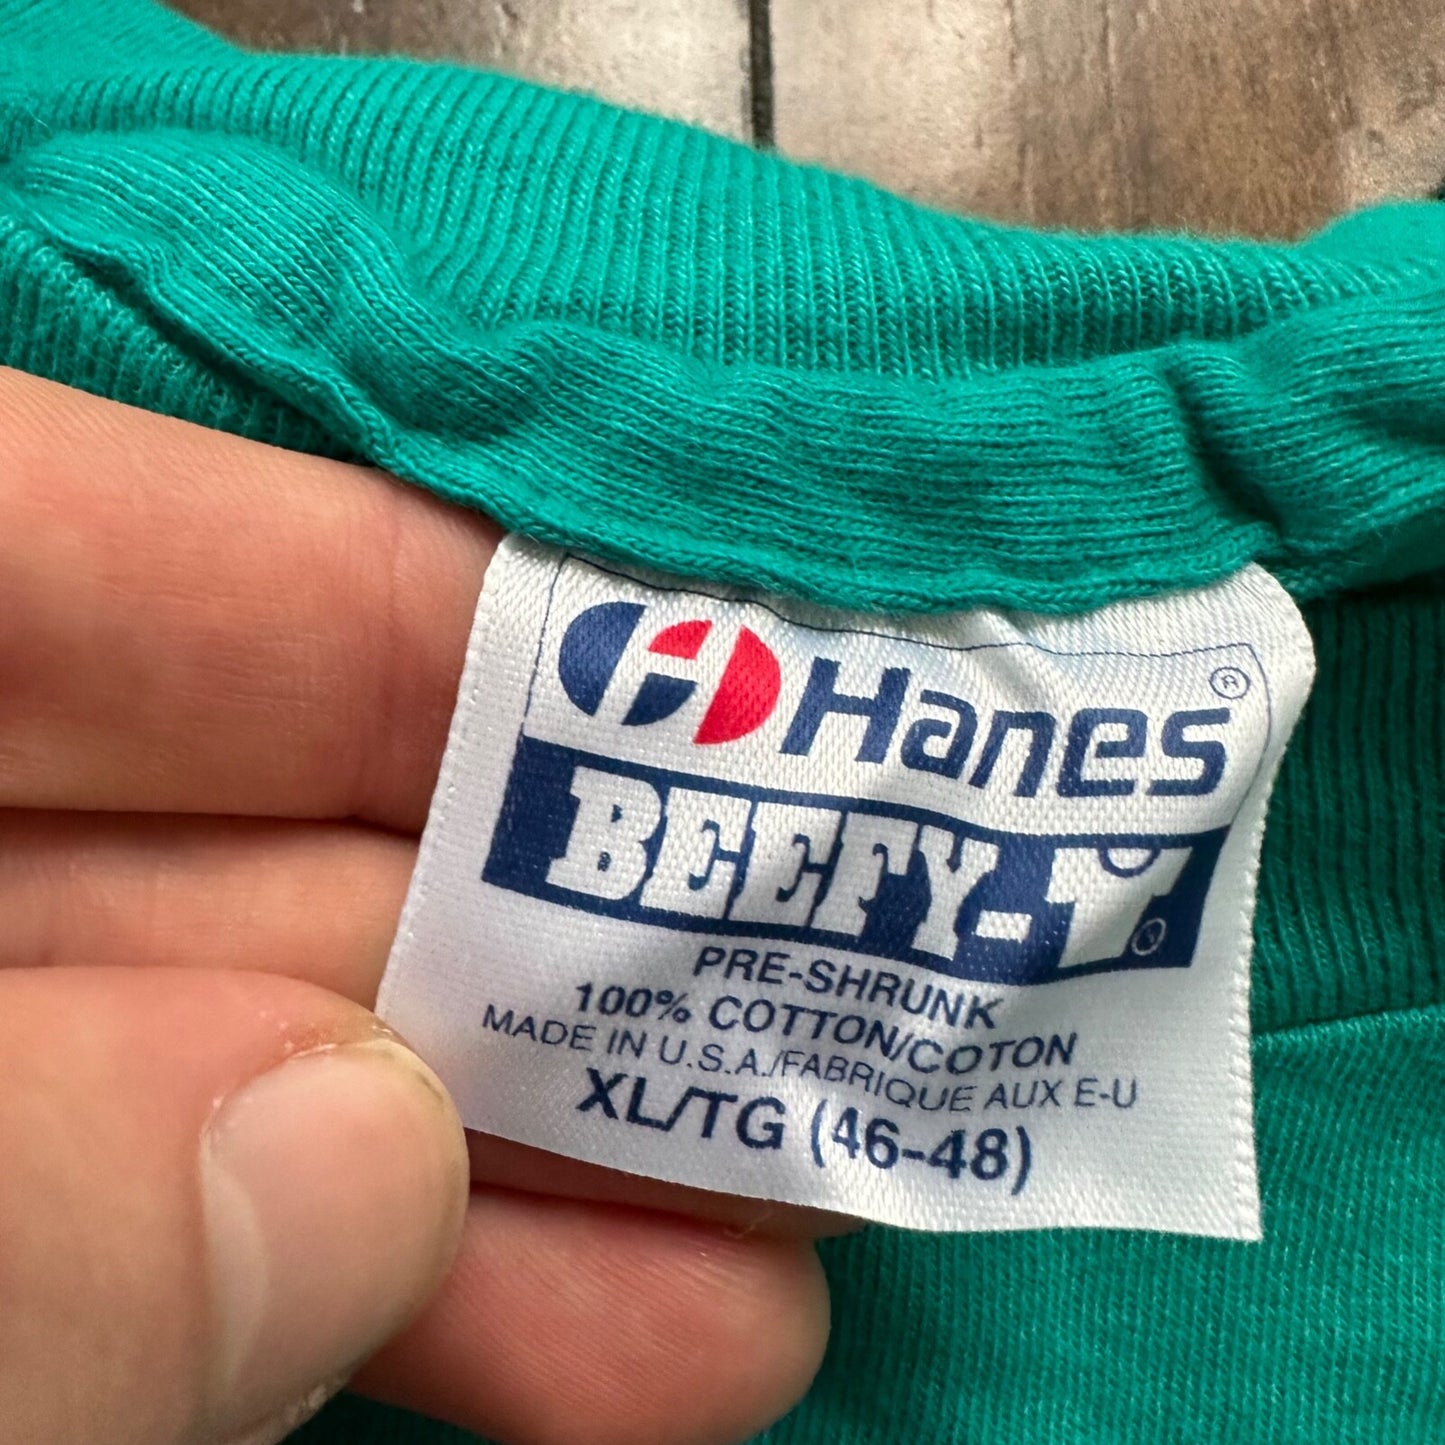 Hanes®
BEEFY-T®
PRE-SHRUNK
100% COTTON/COTON
MADE IN U.S.A./FABRIQUE AUX E-U
XL/TG (46-48)